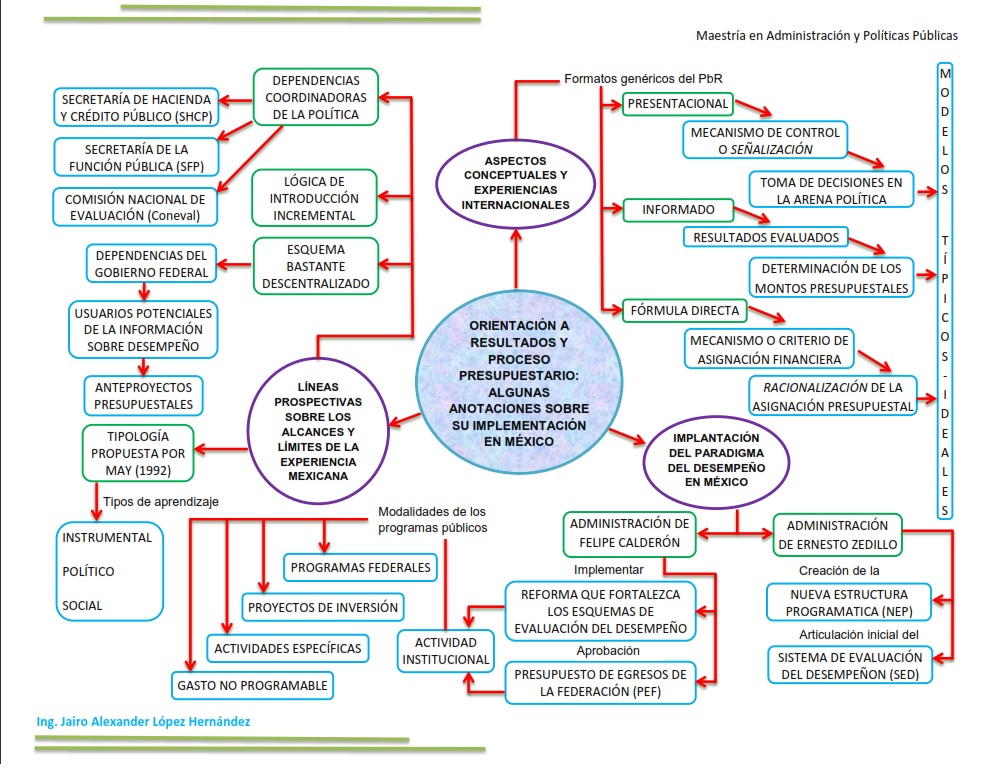 Maestría en Administración y Políticas Públicas
DEPENDENCIAS
COORDINADORAS
DE LA POLÍTICA
SECRETARÍA DE HACIENDA
Y CRÉDITO PÚBLICO (SHCP)
SECRETARÍA DE LA
FUNCIÓN PÚBLICA (SFP)
COMISIÓN NACIONAL DE
EVALUACIÓN (Coneval)
LÓGICA DE
INTRODUCCIÓN
INCREMENTAL
ESQUEMA
BASTANTE
DESCENTRALIZADO
DEPENDENCIAS DEL
GOBIERNO FEDERAL
USUARIOS POTENCIALES
DE LA INFORMACIÓN
SOBRE DESEMPEÑO
ANTEPROYECTOS
PRESUPUESTALES
TIPOLOGÍA
PROPUESTA POR
MAY (1992)
Tipos de aprendizaje
INSTRUMENTAL
POLÍTICO
SOCIAL
LÍNEAS
PROSPECTIVAS
SOBRE LOS
ALCANCES Y
LÍMITES DE LA
EXPERIENCIA
MEXICANA
ASPECTOS
CONCEPTUALES Y
EXPERIENCIAS
INTERNACIONALES
ORIENTACIÓN A
RESULTADOS Y
PROCESO
PRESUPUESTARIO:
ALGUNAS
ANOTACIONES SOBRE
SU IMPLEMENTACIÓN
EN MÉXICO
Formatos genéricos del PbR
PRESENTACIONAL
MECANISMO DE CONTROL
O SEÑALIZACIÓN
TOMA DE DECISIONES EN
LA ARENA POLÍTICA
INFORMADO
RESULTADOS EVALUADOS
DETERMINACIÓN DE LOS
MONTOS PRESUPUESTALES
FÓRMULA DIRECTA
MECANISMO O CRITERIO DE
ASIGNACIÓN FINANCIERA
RACIONALIZACIÓN DE LA
ASIGNACIÓN PRESUPUESTAL
MODELOS TÍPICOS-IDEALES
IMPLANTACIÓN
DEL PARADIGMA
DEL DESEMPEÑO
EN MÉXICO
ADMINISTRACIÓN DE
FELIPE CALDERÓN
Implementar
REFORMA QUE FORTALEZCA
LOS ESQUEMAS DE
EVALUACIÓN DEL DESEMPEÑO
Aprobación
PRESUPUESTO DE EGRESOS DE
LA FEDERACIÓN (PEF)
ADMINISTRACIÓN
DE ERNESTO ZEDILLO
Creación de la
NUEVA ESTRUCTURA
PROGRAMATICA (NEP)
Articulación inicial del
SISTEMA DE EVALUACIÓN
DEL DESEMPEÑON (SED)
ACTIVIDAD
INSTITUCIONAL
Modalidades de los
programas públicos
PROGRAMAS FEDERALES
PROYECTOS DE INVERSIÓN
ACTIVIDADES ESPECÍFICAS
GASTO NO PROGRAMABLE
Ing. Jairo Alexander López Hernández